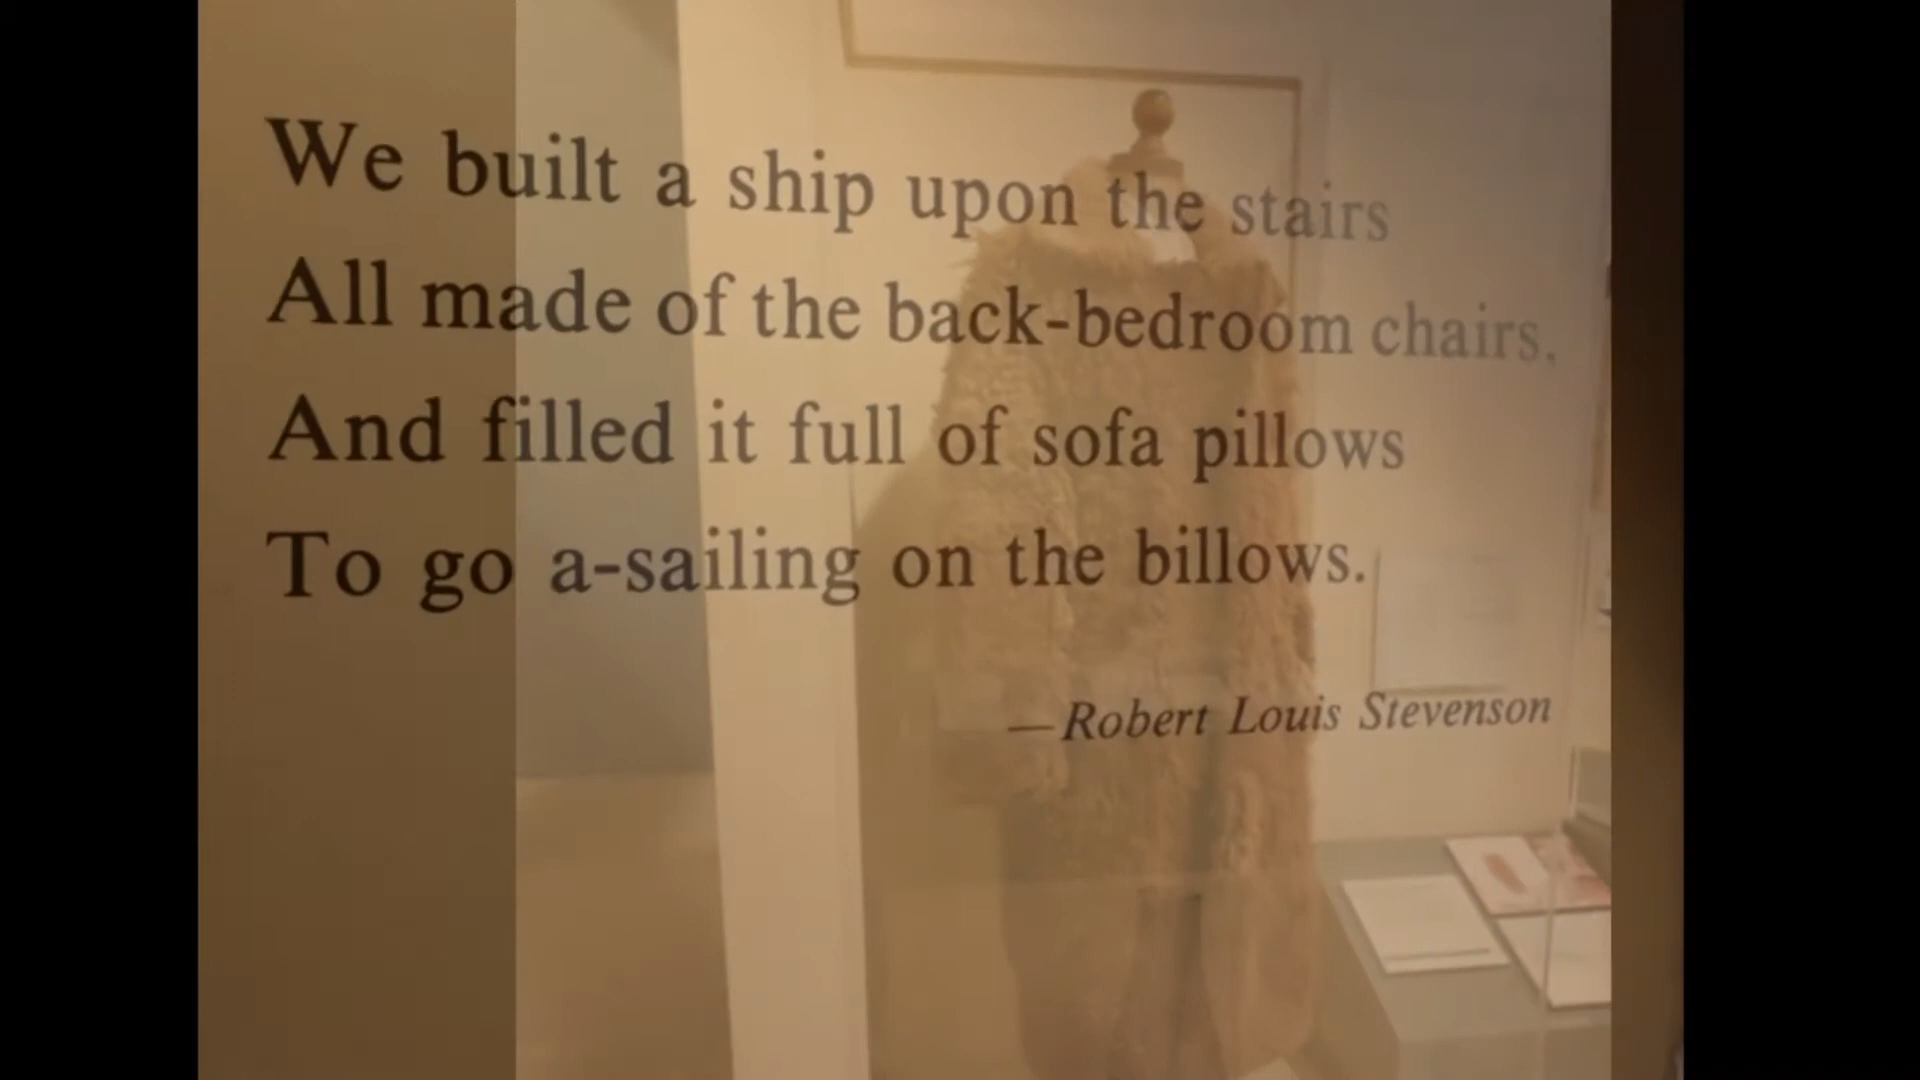 We built a ship upon the stairs
All made of the back-bedroom chairs,
And filled it full of sofa pillows
To go a-sailing on the billows.
—Robert Louis Stevenson